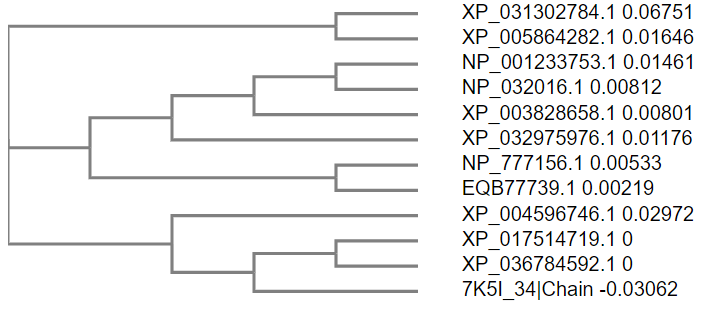 XP_031302784.1 0.06751
XP_005864282.1 0.01646
NP_001233753.1 0.01461
NP_032016.1 0.00812
XP_003828658.1 0.00801
XP_032975976.1 0.01176
NP_777156.1 0.00533
EQB77739.1 0.00219
XP_004596746.1 0.02972
XP_017514719.1 0
XP_036784592.1 0
7K5I_34|Chain -0.03062